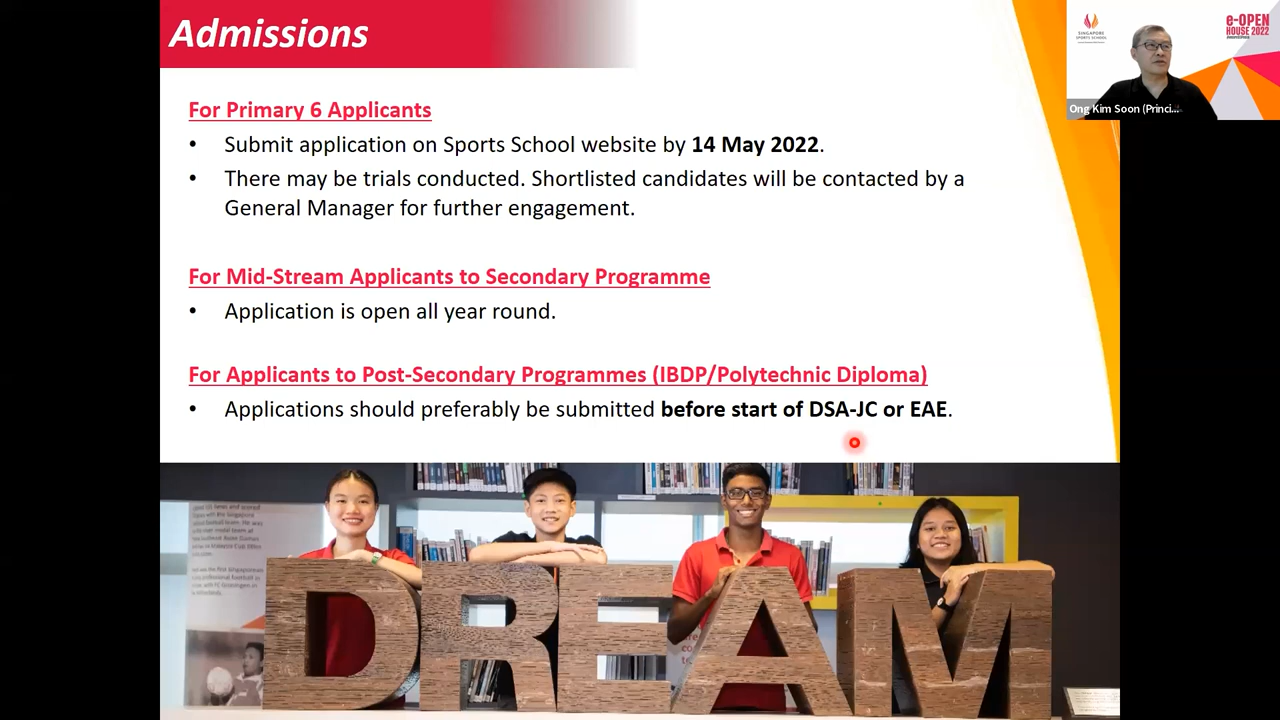 Admissions
SINGAPORE
SPORTS SCHOOL
e-OPEN
HOUSE 2022
Ong Kim Soon (Princi...
For Primary 6 Applicants
• Submit application on Sports School website by 14 May 2022.
• There may be trials conducted. Shortlisted candidates will be contacted by a
General Manager for further engagement.
For Mid-Stream Applicants to Secondary Programme
• Application is open all year round.
For Applicants to Post-Secondary Programmes (IBDP/Polytechnic Diploma)
• Applications should preferably be submitted before start of DSA-JC or EAE.
DREAM